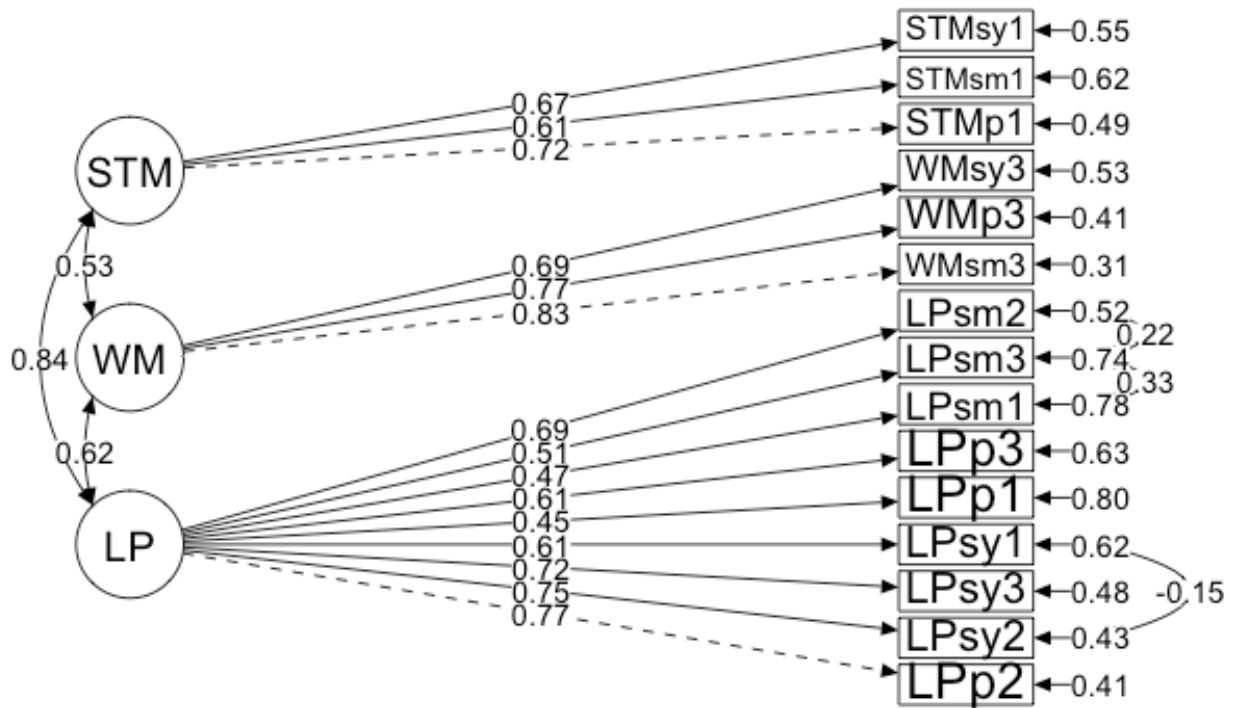 STMsy1 0.55
STMsm1 0.62
STMp1 0.49
WMsy3 0.53
WMp3 0.41
WMsm3 0.31
LPsm2 0.52
LPsm3 0.74
LPsm1 0.78
LPp3 0.63
LPp1 0.80
LPsy1 0.62
LPsy3 0.48
LPsy2 0.43
LPp2 0.41
0.22
0.33
-0.15
0.67
0.61
0.72
0.69
0.77
0.83
0.69
0.51
0.47
0.61
0.45
0.61
0.72
0.75
0.77
STM
0.53
0.84
WM
0.62
LP